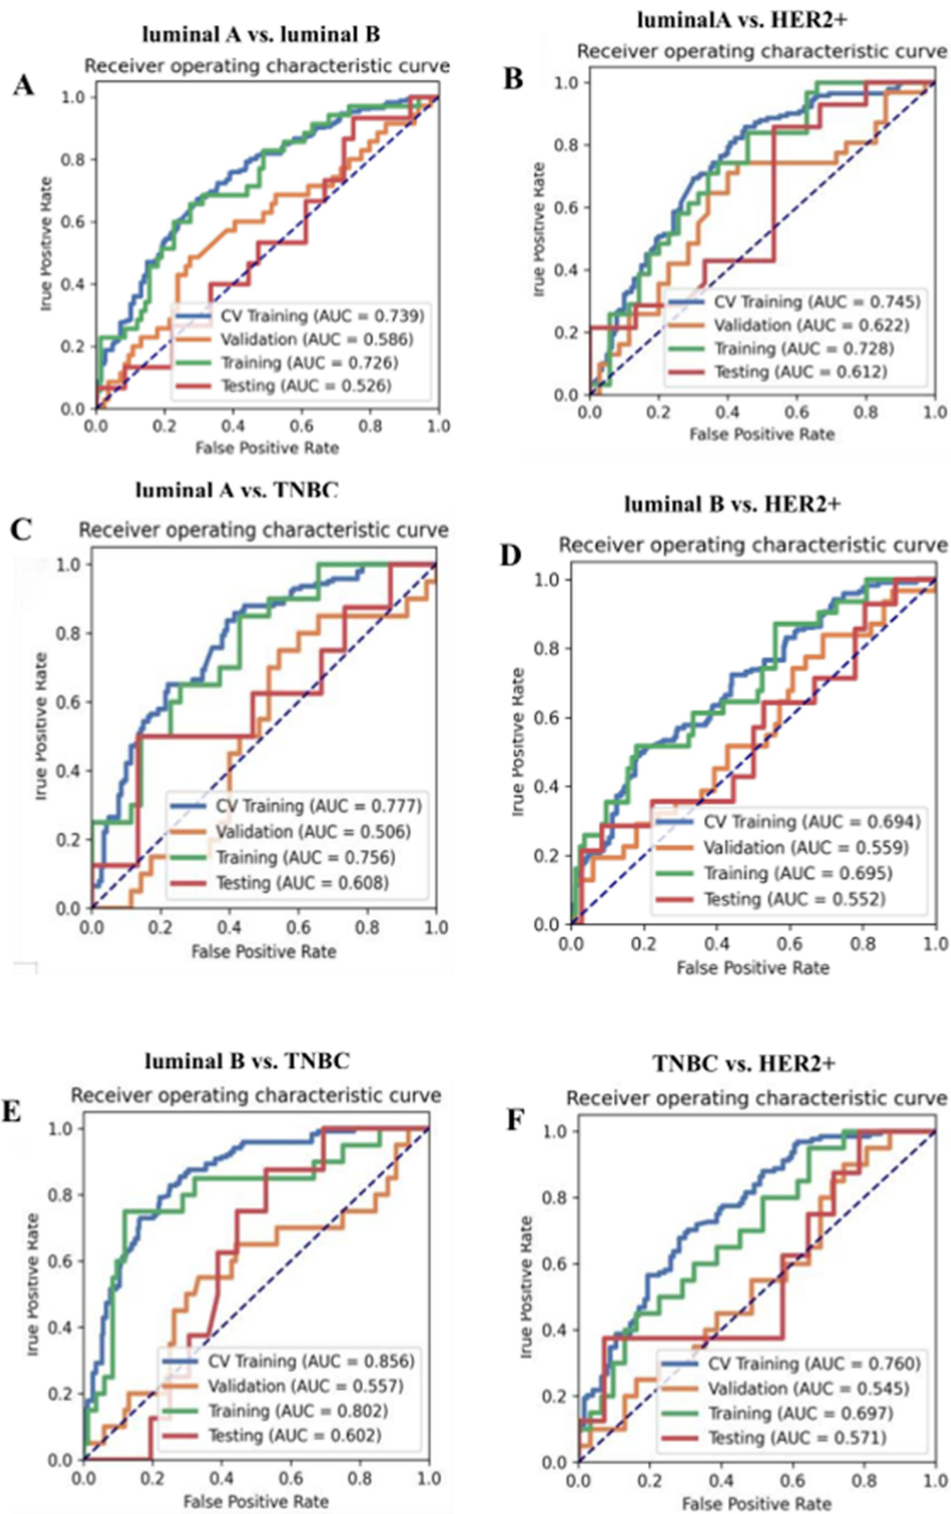 luminal A vs. luminal B
A
Receiver operating characteristic curve
1.0
0.8
0.6
0.4
0.2
0.0
True Positive Rate
CV Training (AUC = 0.739)
Validation (AUC = 0.586)
Training (AUC = 0.726)
Testing (AUC = 0.526)
0.0 0.2 0.4 0.6 0.8 1.0
False Positive Rate
luminalA vs. HER2+
B
Receiver operating characteristic curve
1.0
0.8
0.6
0.4
0.2
0.0
True Positive Rate
CV Training (AUC = 0.745)
Validation (AUC = 0.622)
Training (AUC = 0.728)
Testing (AUC = 0.612)
0.0 0.2 0.4 0.6 0.8 1.0
False Positive Rate
luminal A vs. TNBC
C
Receiver operating characteristic curve
1.0
0.8
0.6
0.4
0.2
0.0
True Positive Rate
CV Training (AUC = 0.777)
Validation (AUC = 0.506)
Training (AUC = 0.756)
Testing (AUC = 0.608)
0.0 0.2 0.4 0.6 0.8 1.0
False Positive Rate
luminal B vs. HER2+
D
Receiver operating characteristic curve
1.0
0.8
0.6
0.4
0.2
0.0
True Positive Rate
CV Training (AUC = 0.694)
Validation (AUC = 0.559)
Training (AUC = 0.695)
Testing (AUC = 0.552)
0.0 0.2 0.4 0.6 0.8 1.0
False Positive Rate
luminal B vs. TNBC
E
Receiver operating characteristic curve
1.0
0.8
0.6
0.4
0.2
0.0
True Positive Rate
CV Training (AUC = 0.856)
Validation (AUC = 0.557)
Training (AUC = 0.802)
Testing (AUC = 0.602)
0.0 0.2 0.4 0.6 0.8 1.0
False Positive Rate
TNBC vs. HER2+
F
Receiver operating characteristic curve
1.0
0.8
0.6
0.4
0.2
0.0
True Positive Rate
CV Training (AUC = 0.760)
Validation (AUC = 0.545)
Training (AUC = 0.697)
Testing (AUC = 0.571)
0.0 0.2 0.4 0.6 0.8 1.0
False Positive Rate